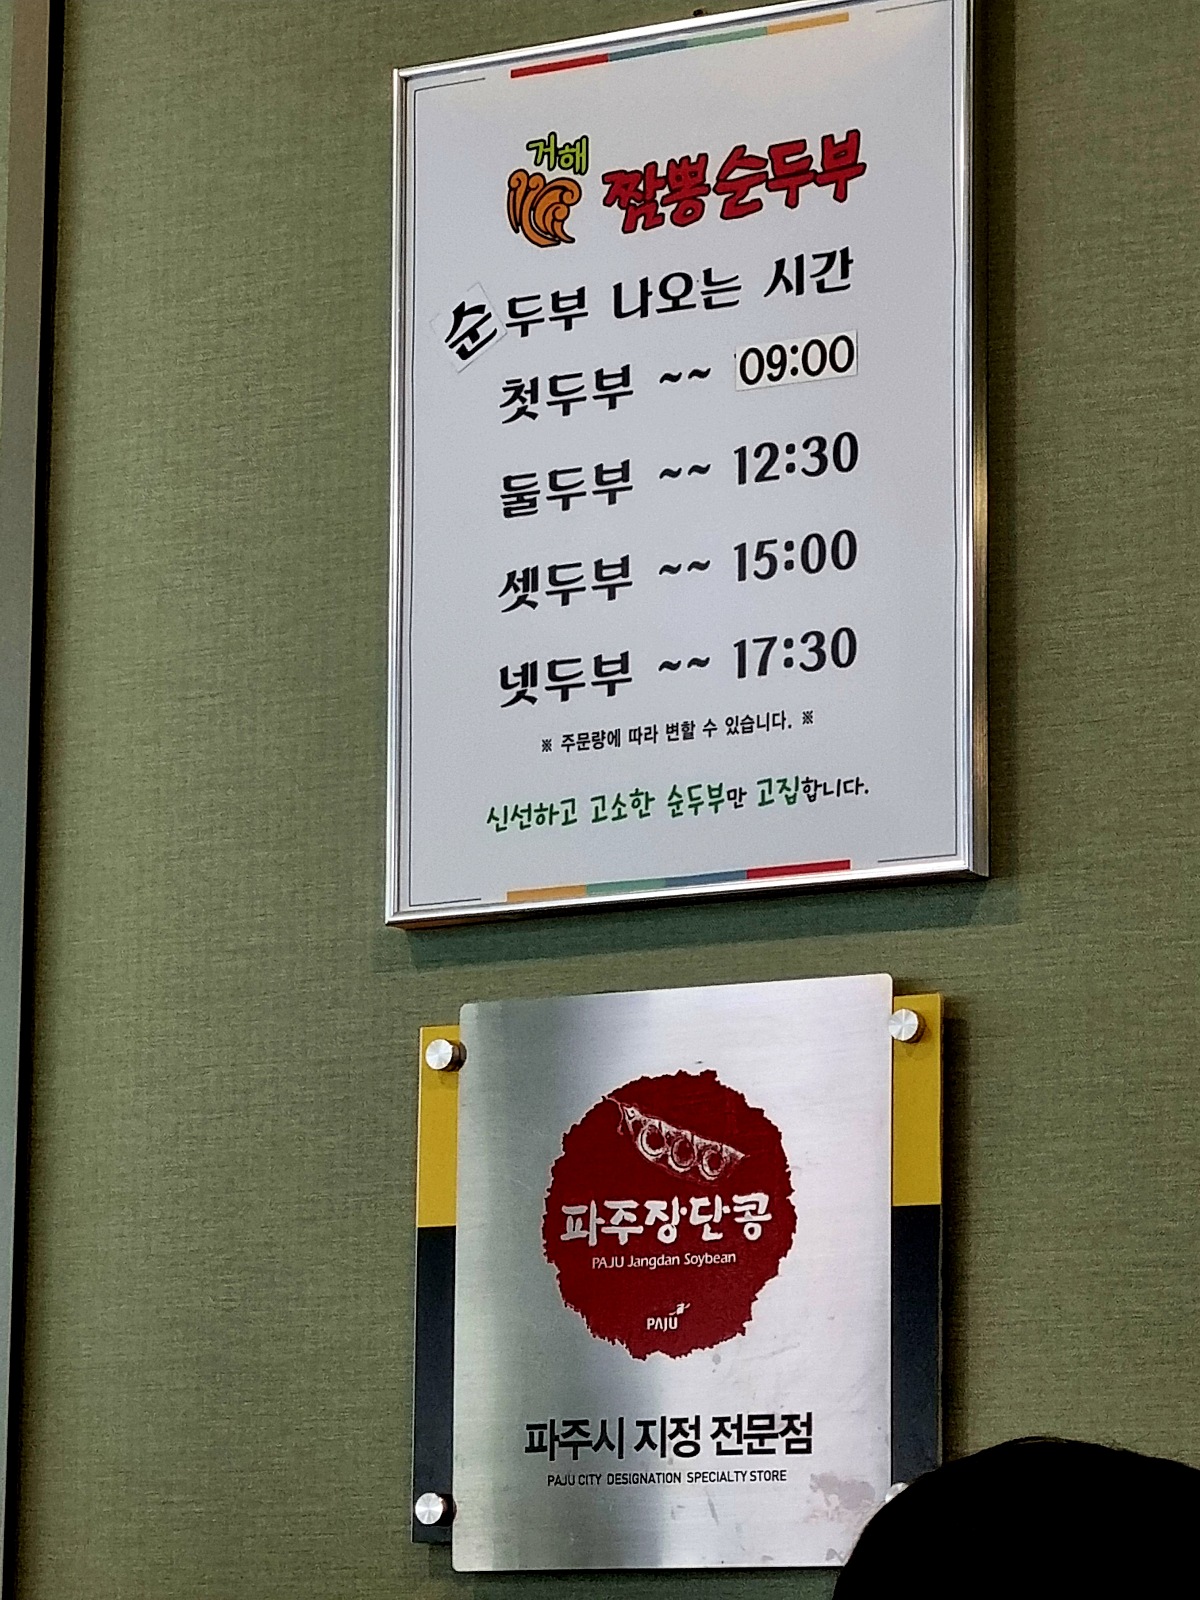 거해
짬뽕순두부
순두부 나오는 시간
첫두부 ~~ 09:00
둘두부 ~~ 12:30
셋두부 ~~ 15:00
넷두부 ~~ 17:30
※ 주문량에 따라 변할 수 있습니다. ※
신선하고 고소한 순두부만 고집합니다.
파주장단콩
PAJU Jangdan Soybean
PAJU
파주시 지정 전문점
PAJU CITY DESIGNATION SPECIALTY STORE